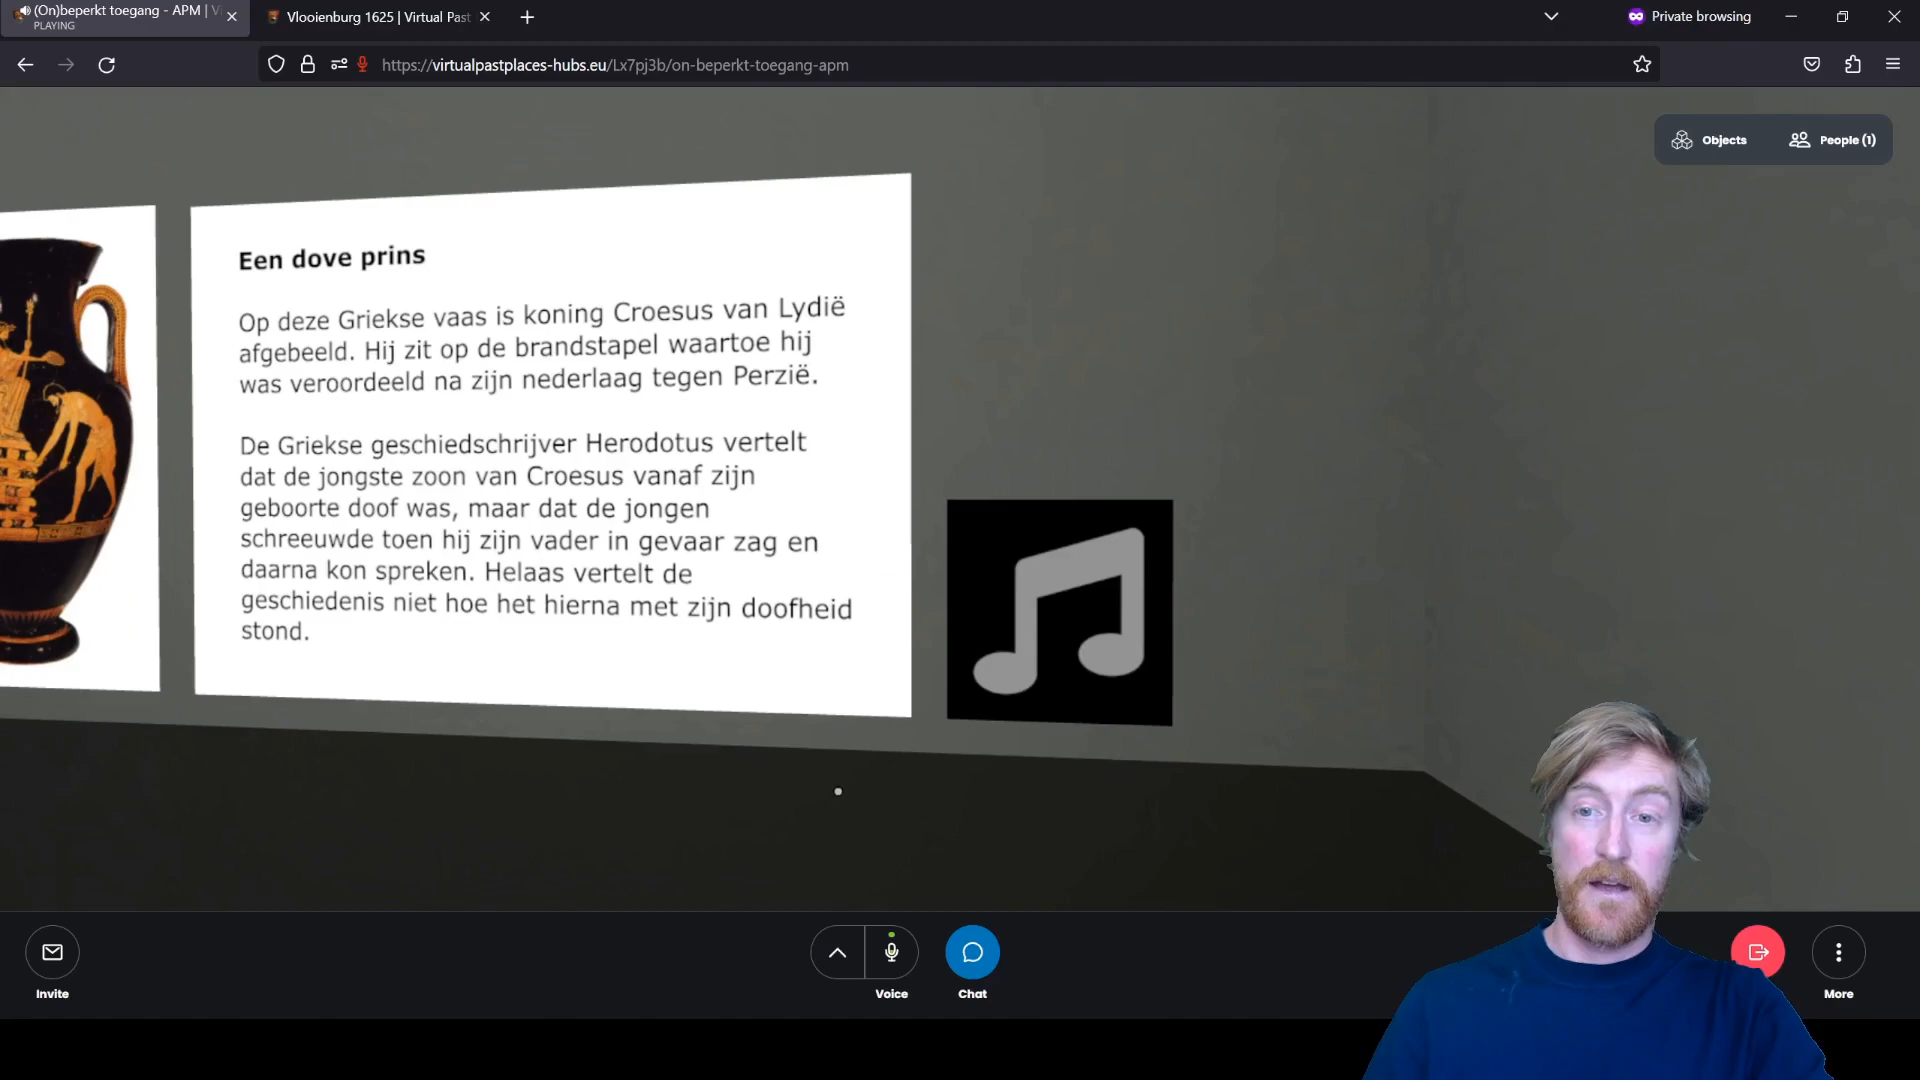 (On)beperkt toegang - APM | Vi
PLAYING
Vlooienburg 1625 | Virtual Past
Private browsing
https://virtualpastplaces-hubs.eu/Lx7pj3b/on-beperkt-toegang-apm
Objects
People (1)
Een dove prins
Op deze Griekse vaas is koning Croesus van Lydië
afgebeeld. Hij zit op de brandstapel waartoe hij
was veroordeeld na zijn nederlaag tegen Perzië.
De Griekse geschiedschrijver Herodotus vertelt
dat de jongste zoon van Croesus vanaf zijn
geboorte doof was, maar dat de jongen
schreeuwde toen hij zijn vader in gevaar zag en
daarna kon spreken. Helaas vertelt de
geschiedenis niet hoe het hierna met zijn doofheid
stond.
Invite
Voice
Chat
More